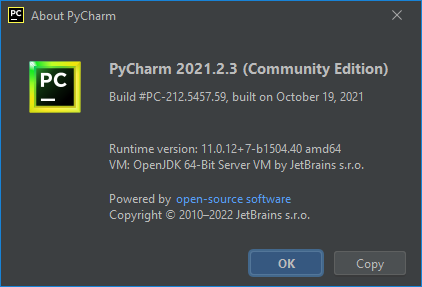 About PyCharm
PC
PyCharm 2021.2.3 (Community Edition)
Build #PC-212.5457.59, built on October 19, 2021
Runtime version: 11.0.12+7-b1504.40 amd64
VM: OpenJDK 64-Bit Server VM by JetBrains s.r.o.
Powered by open-source software
Copyright © 2010–2022 JetBrains s.r.o.
OK Copy